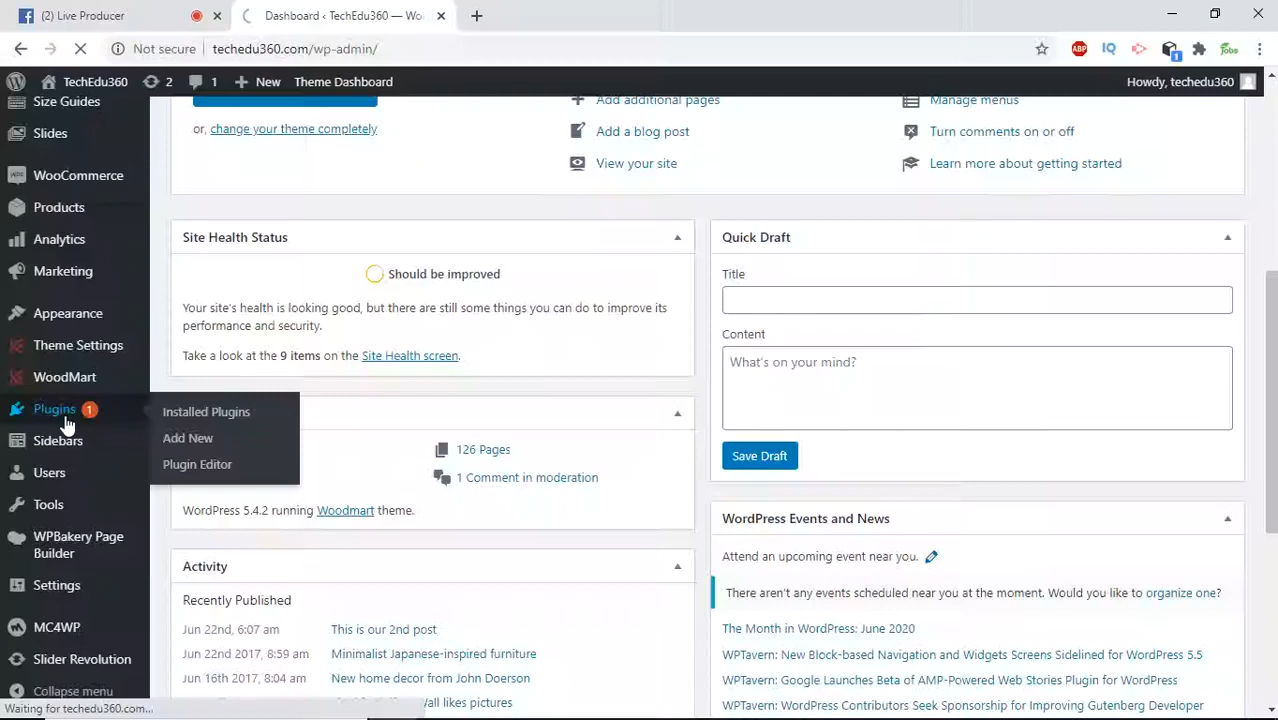 (2) Live Producer
Dashboard ‹ TechEdu360 — Wo
Not secure techedu360.com/wp-admin/
ABP
IQ
1
Jobs
TechEdu360 2 1 New Theme Dashboard
Howdy, techedu360
Size Guides
Slides
WooCommerce
Products
Analytics
Marketing
Appearance
Theme Settings
WoodMart
Plugins 1
Installed Plugins
Add New
Plugin Editor
Sidebars
Users
Tools
WPBakery Page
Builder
Settings
MC4WP
Slider Revolution
Collapse menu
Waiting for techedu360.com...
or, change your theme completely
Add additional pages
Add a blog post
View your site
Manage menus
Turn comments on or off
Learn more about getting started
Site Health Status
Should be improved
Your site's health is looking good, but there are still some things you can do to improve its
performance and security.
Take a look at the 9 items on the Site Health screen.
126 Pages
1 Comment in moderation
WordPress 5.4.2 running Woodmart theme.
Activity
Recently Published
Jun 22nd, 6:07 am This is our 2nd post
Jun 22nd 2017, 8:59 am Minimalist Japanese-inspired furniture
Jun 16th 2017, 8:04 am New home decor from John Doerson
Wall likes pictures
Quick Draft
Title
Content
What's on your mind?
Save Draft
WordPress Events and News
Attend an upcoming event near you.
There aren't any events scheduled near you at the moment. Would you like to organize one?
The Month in WordPress: June 2020
WPTavern: New Block-based Navigation and Widgets Screens Sidelined for WordPress 5.5
WPTavern: Google Launches Beta of AMP-Powered Web Stories Plugin for WordPress
WPTavern: WordPress Contributors Seek Sponsorship for Improving Gutenberg Developer